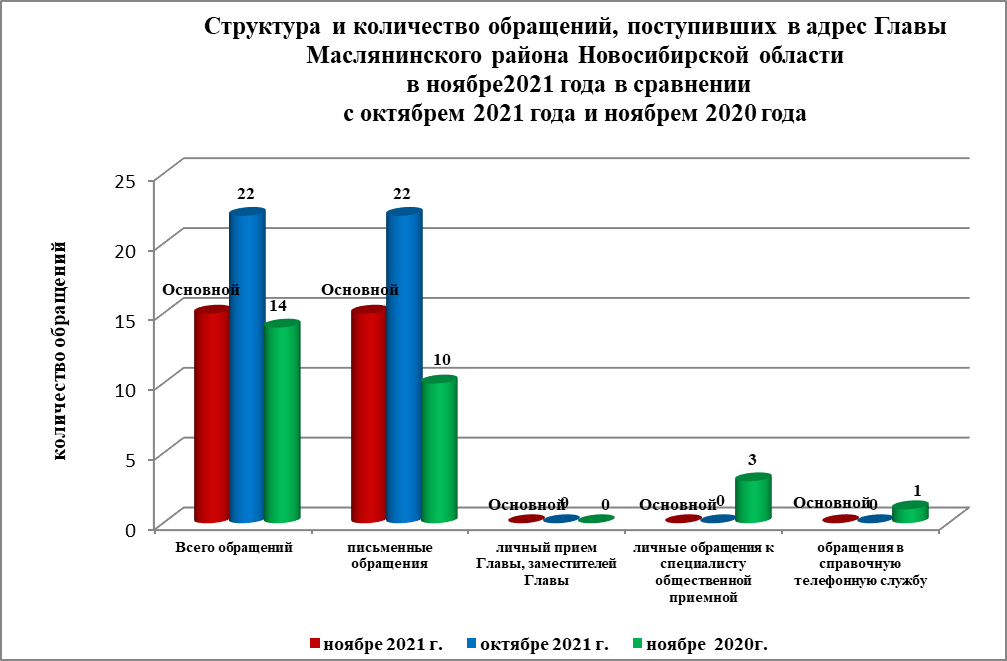 Структура и количество обращений, поступивших в адрес Главы
Маслянинского района Новосибирской области
в ноябре2021 года в сравнении
с октябрем 2021 года и ноябрем 2020 года
количество обращений
25
20
15
10
5
0
Основной
22
14
Основной
22
10
Основной
0
0
Основной
0
3
Основной
0
1
Всего обращений
письменные
обращения
личный прием
Главы, заместителей
Главы
личные обращения к
специалисту
общественной
приемной
обращения в
справочную
телефонную службу
ноябре 2021 г.
октябре 2021 г.
ноябре 2020г.